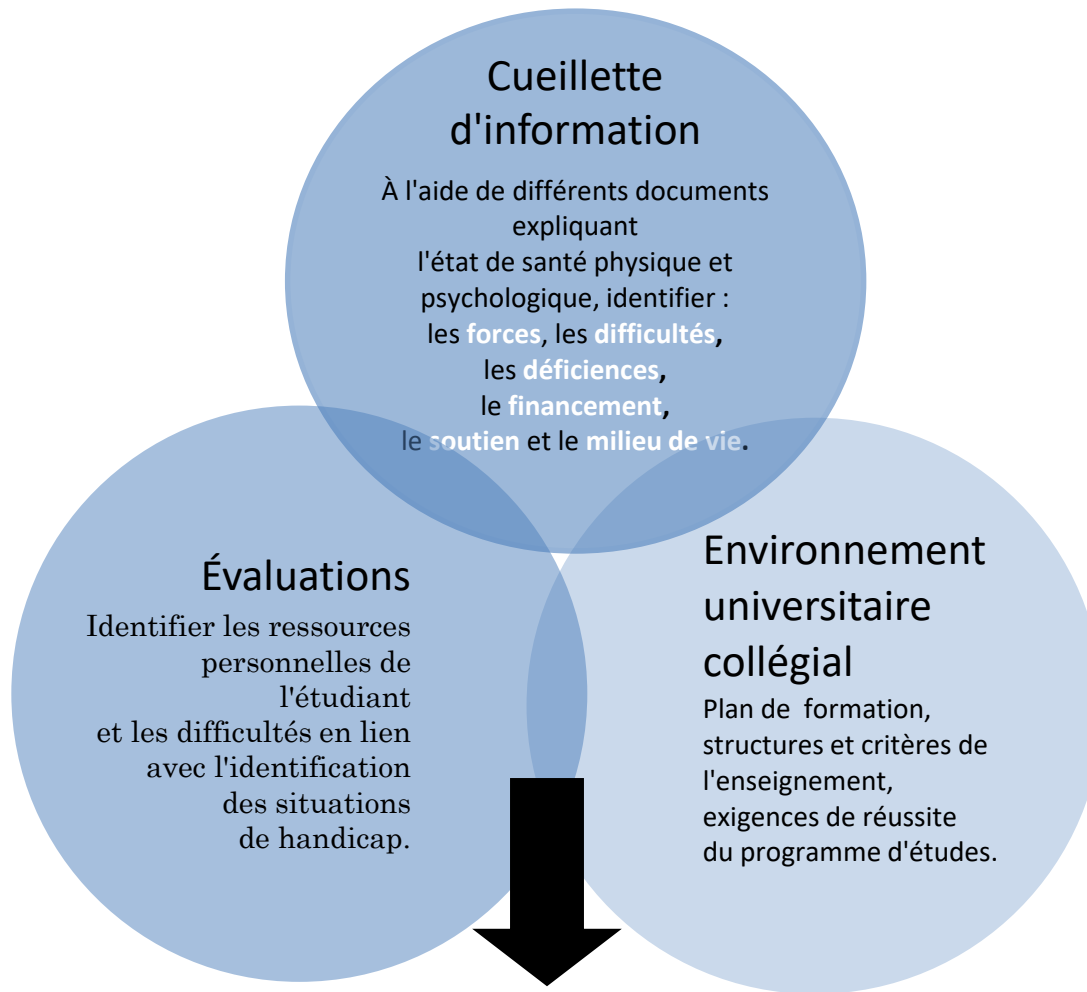 Cueillette
d'information
À l'aide de différents documents
expliquant
l'état de santé physique et
psychologique, identifier :
les forces, les difficultés,
les déficiences,
le financement,
le soutien et le milieu de vie.
Évaluations
Identifier les ressources
personnelles de
l'étudiant
et les difficultés en lien
avec l'identification
des situations
de handicap.
Environnement
universitaire
collégial
Plan de formation,
structures et critères de
l'enseignement,
exigences de réussite
du programme d'études.